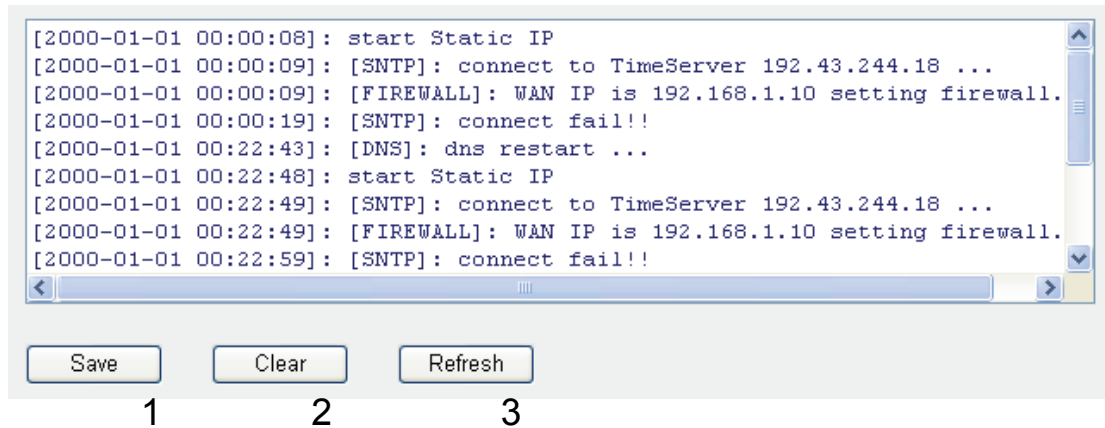 [2000-01-01 00:00:08]: start Static IP
[2000-01-01 00:00:09]: [SNTP]: connect to TimeServer 192.43.244.18 ...
[2000-01-01 00:00:09]: [FIREWALL]: WAN IP is 192.168.1.10 setting firewall.
[2000-01-01 00:00:19]: [SNTP]: connect fail!!
[2000-01-01 00:22:43]: [DNS]: dns restart ...
[2000-01-01 00:22:48]: start Static IP
[2000-01-01 00:22:49]: [SNTP]: connect to TimeServer 192.43.244.18 ...
[2000-01-01 00:22:49]: [FIREWALL]: WAN IP is 192.168.1.10 setting firewall.
[2000-01-01 00:22:59]: [SNTP]: connect fail!!
Save Clear Refresh
1 2 3